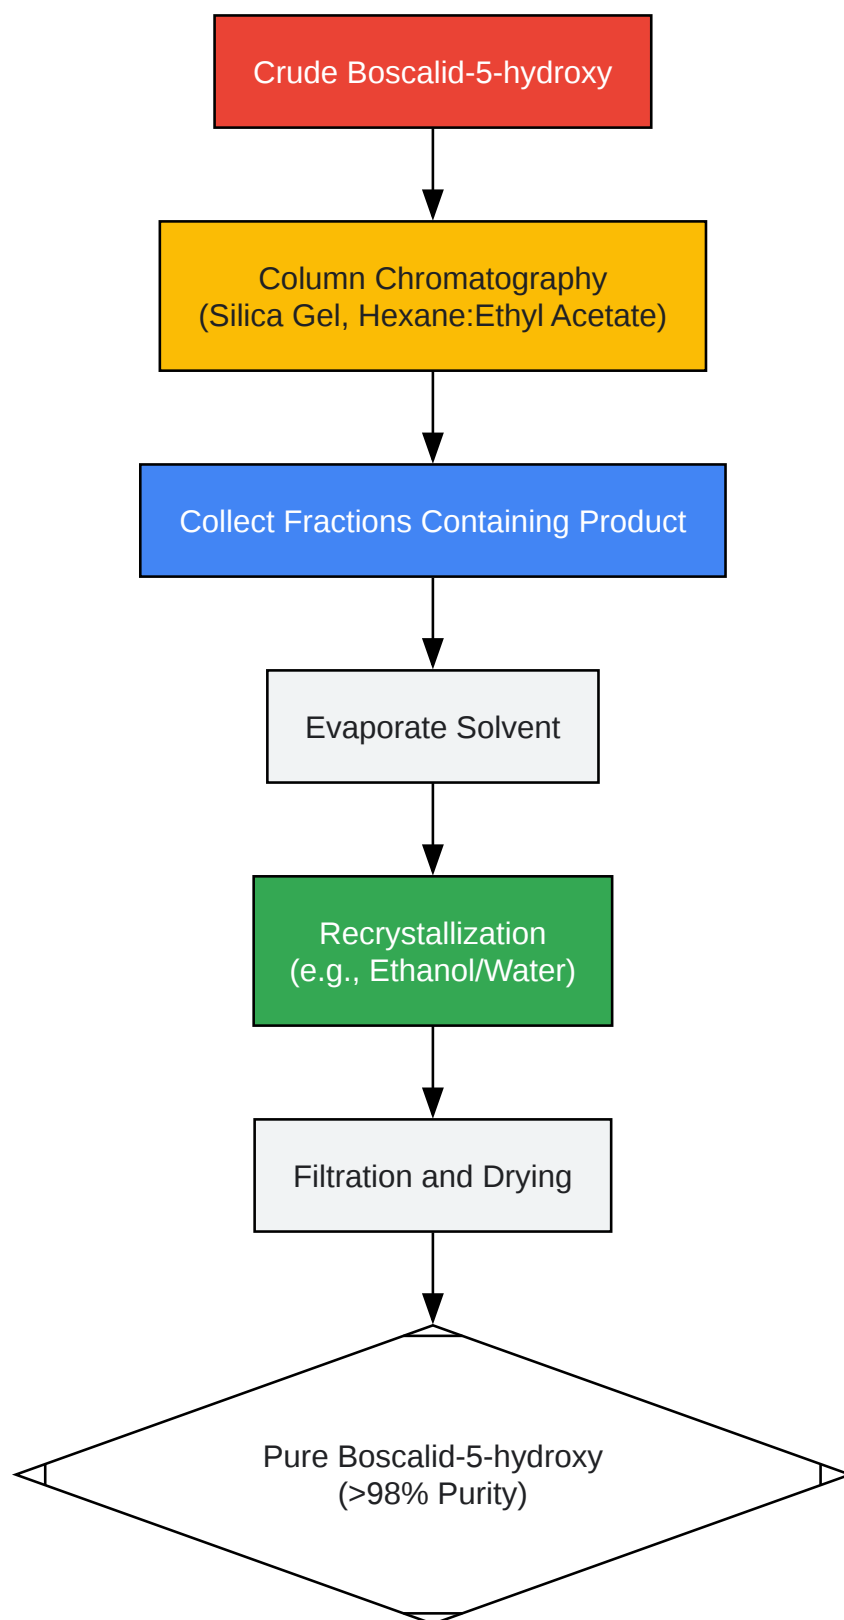 Crude Boscalid-5-hydroxy
Column Chromatography
(Silica Gel, Hexane:Ethyl Acetate)
Collect Fractions Containing Product
Evaporate Solvent
Recrystallization
(e.g., Ethanol/Water)
Filtration and Drying
Pure Boscalid-5-hydroxy
(>98% Purity)